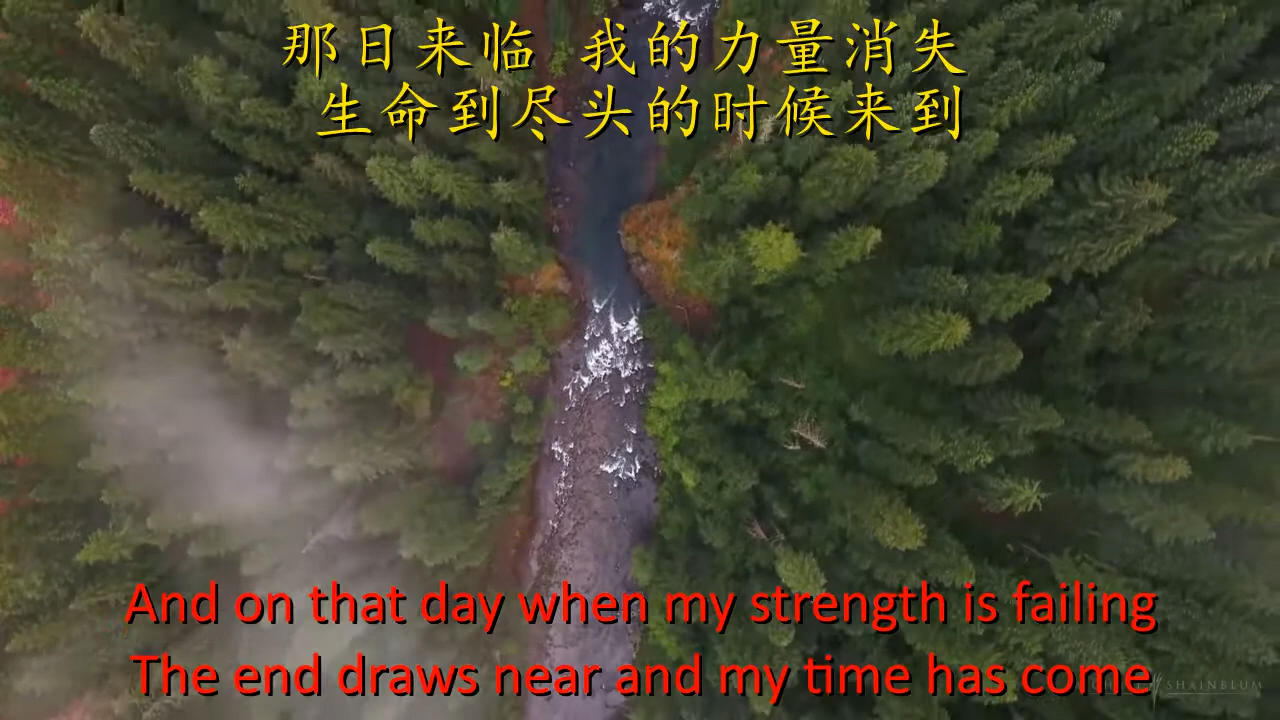 那日来临 我的力量消失
生命到尽头的时候来到
And on that day when my strength is failing
The end draws near and my time has come
SHAINBLUM